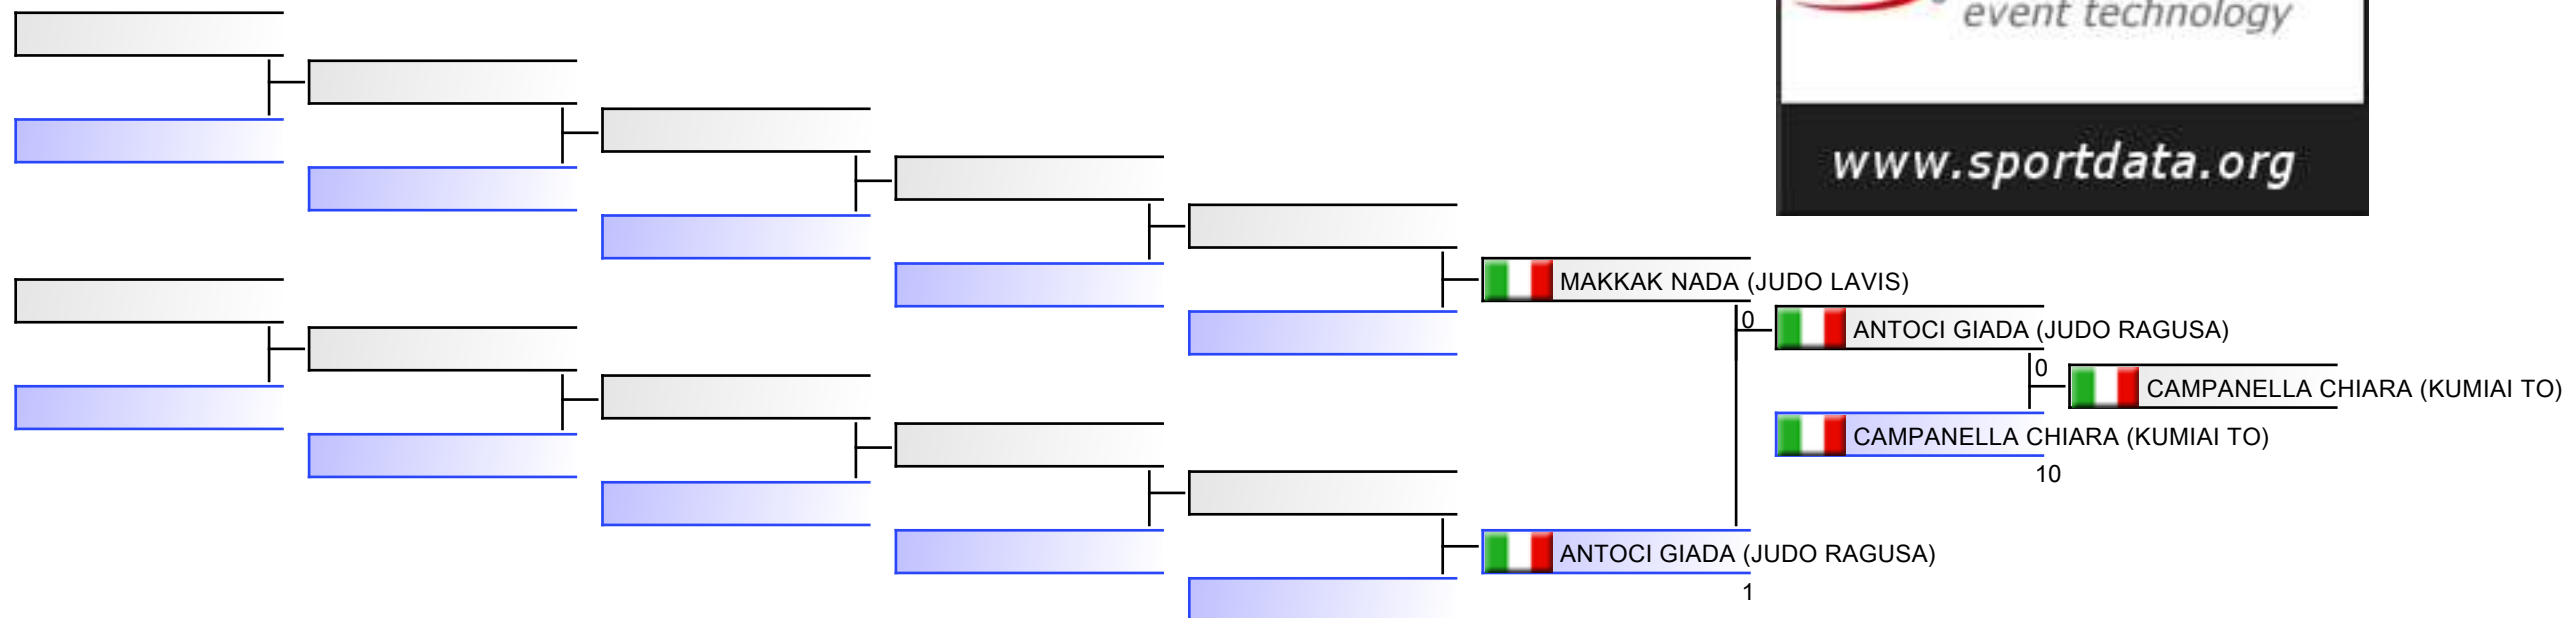 event technology
www.sportdata.org
MAKKAK NADA (JUDO LAVIS)
0
ANTOCI GIADA (JUDO RAGUSA)
0
CAMPANELLA CHIARA (KUMIAI TO)
CAMPANELLA CHIARA (KUMIAI TO)
10
ANTOCI GIADA (JUDO RAGUSA)
1